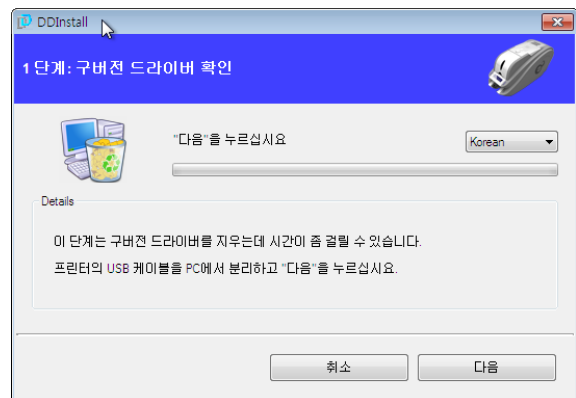 DDInstall
1단계: 구버전 드라이버 확인
"다음"을 누르십시요
Korean
Details
이 단계는 구버전 드라이버를 지우는데 시간이 좀 걸릴 수 있습니다.
프린터의 USB 케이블을 PC에서 분리하고 "다음"을 누르십시요.
취소
다음